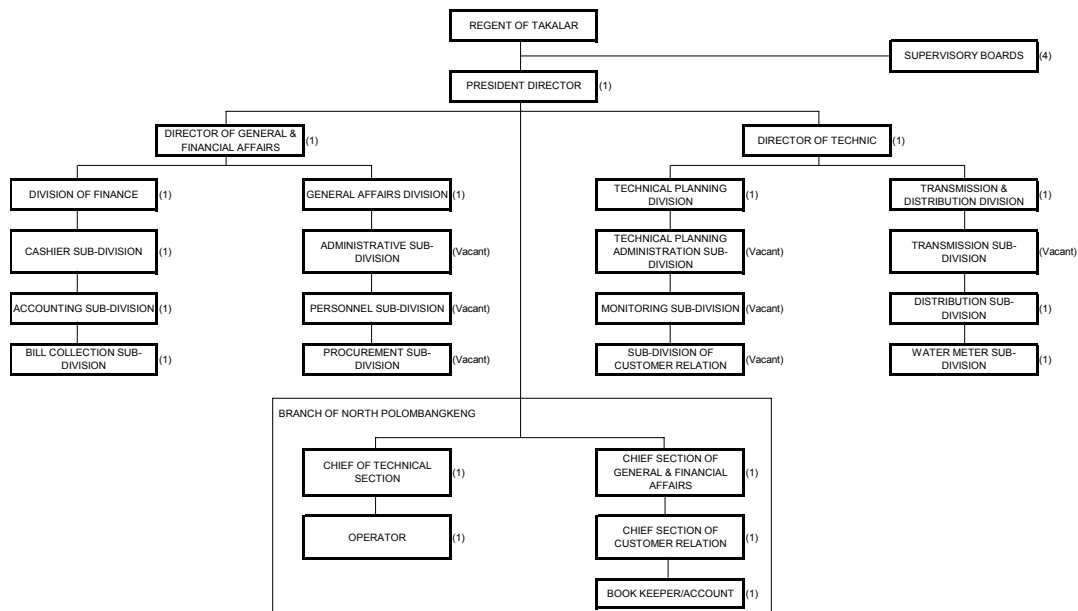 REGENT OF TAKALAR
SUPERVISORY BOARDS (4)
PRESIDENT DIRECTOR (1)
DIRECTOR OF GENERAL &
FINANCIAL AFFAIRS (1)
DIRECTOR OF TECHNIC (1)
DIVISION OF FINANCE (1)
GENERAL AFFAIRS DIVISION (1)
TECHNICAL PLANNING
DIVISION (1)
TRANSMISSION &
DISTRIBUTION DIVISION (1)
CASHIER SUB-DIVISION (1)
ADMINISTRATIVE SUB-
DIVISION (Vacant)
TECHNICAL PLANNING
ADMINISTRATION SUB-
DIVISION (Vacant)
TRANSMISSION SUB-
DIVISION (Vacant)
ACCOUNTING SUB-DIVISION (1)
PERSONNEL SUB-DIVISION (Vacant)
MONITORING SUB-DIVISION (Vacant)
DISTRIBUTION SUB-
DIVISION (1)
BILL COLLECTION SUB-
DIVISION (1)
PROCUREMENT SUB-
DIVISION (Vacant)
SUB-DIVISION OF
CUSTOMER RELATION (Vacant)
WATER METER SUB-
DIVISION (1)
BRANCH OF NORTH POLOMBANGKENG
CHIEF OF TECHNICAL
SECTION (1)
CHIEF SECTION OF
GENERAL & FINANCIAL
AFFAIRS (1)
OPERATOR (1)
CHIEF SECTION OF
CUSTOMER RELATION (1)
BOOK KEEPER/ACCOUNT (1)